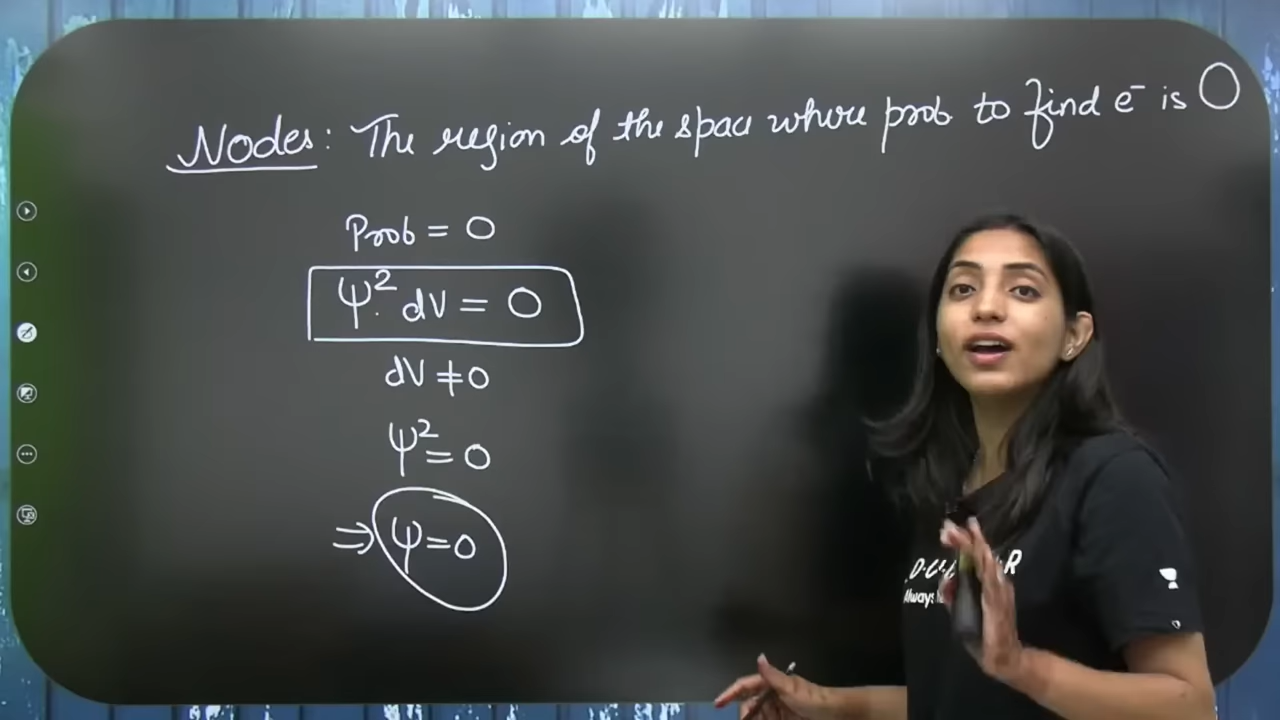 Nodes: The region of the space where prob to find e⁻ is 0
Prob = 0
Ψ² dV = 0
dV ≠ 0
Ψ² = 0
⇒ Ψ = 0